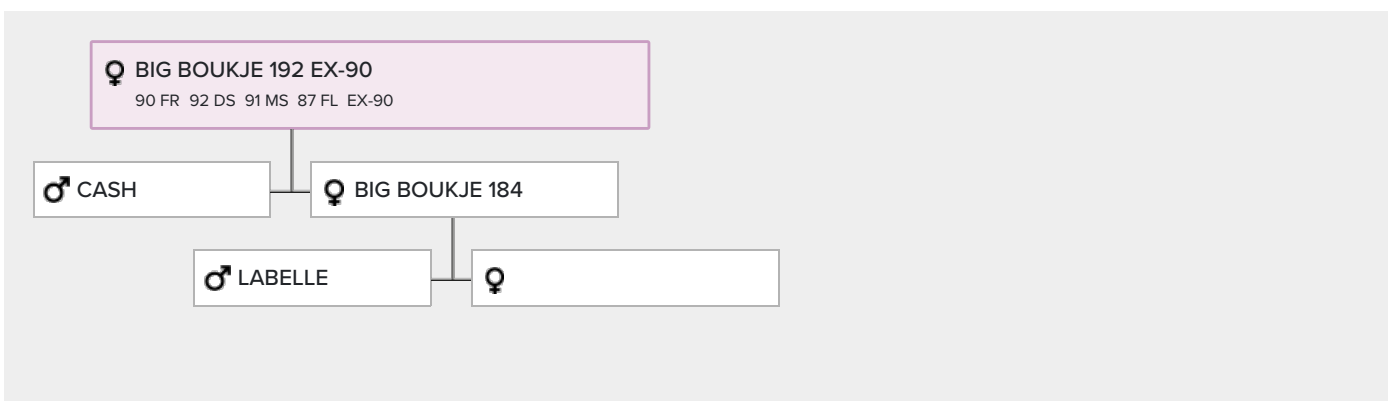 BIG BOUKJE 192 EX-90
90 FR 92 DS 91 MS 87 FL EX-90
CASH
BIG BOUKJE 184
LABELLE